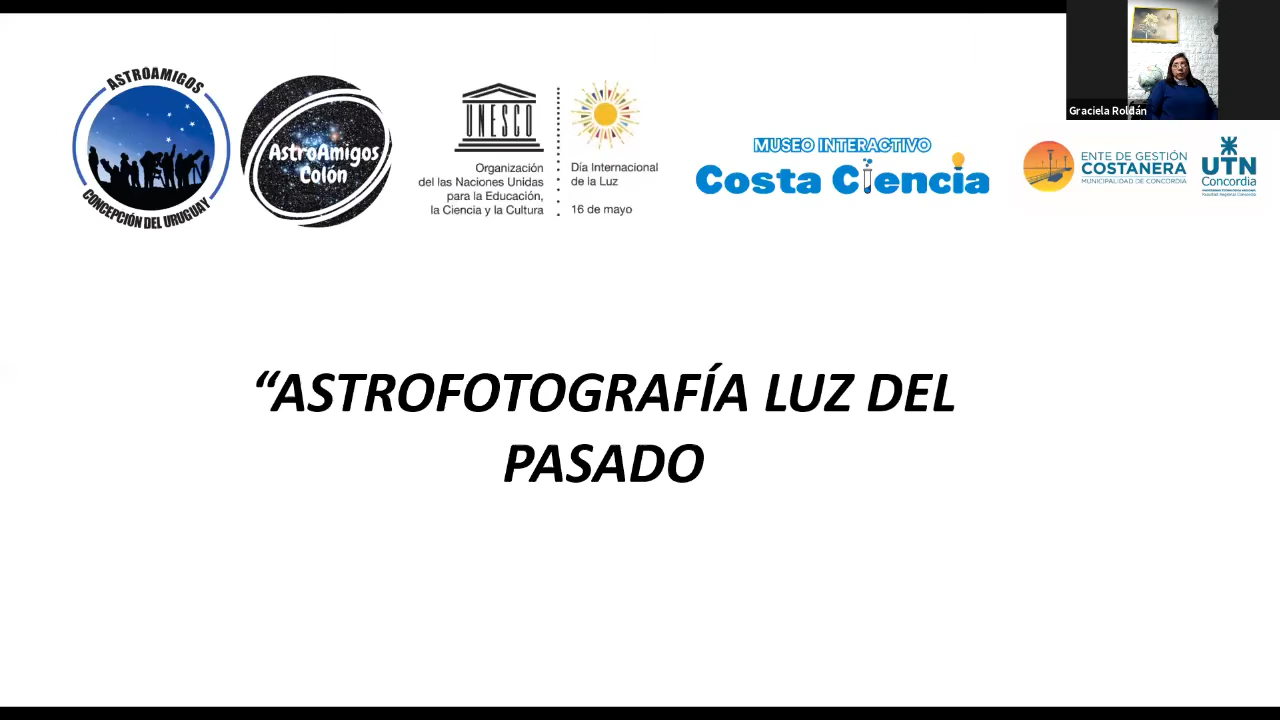 ASTROAMIGOS
CONCEPCIÓN DEL URUGUAY
AstroAmigos
Colón
UNESCO
Organización
de las Naciones Unidas
para la Educación,
la Ciencia y la Cultura
Día Internacional
de la Luz
16 de mayo
MUSEO INTERACTIVO
Costa Ciencia
ENTE DE GESTIÓN
COSTANERA
MUNICIPALIDAD DE CONCORDIA
UTN
Concordia
Graciela Roldán
“ASTROFOTOGRAFÍA LUZ DEL
PASADO